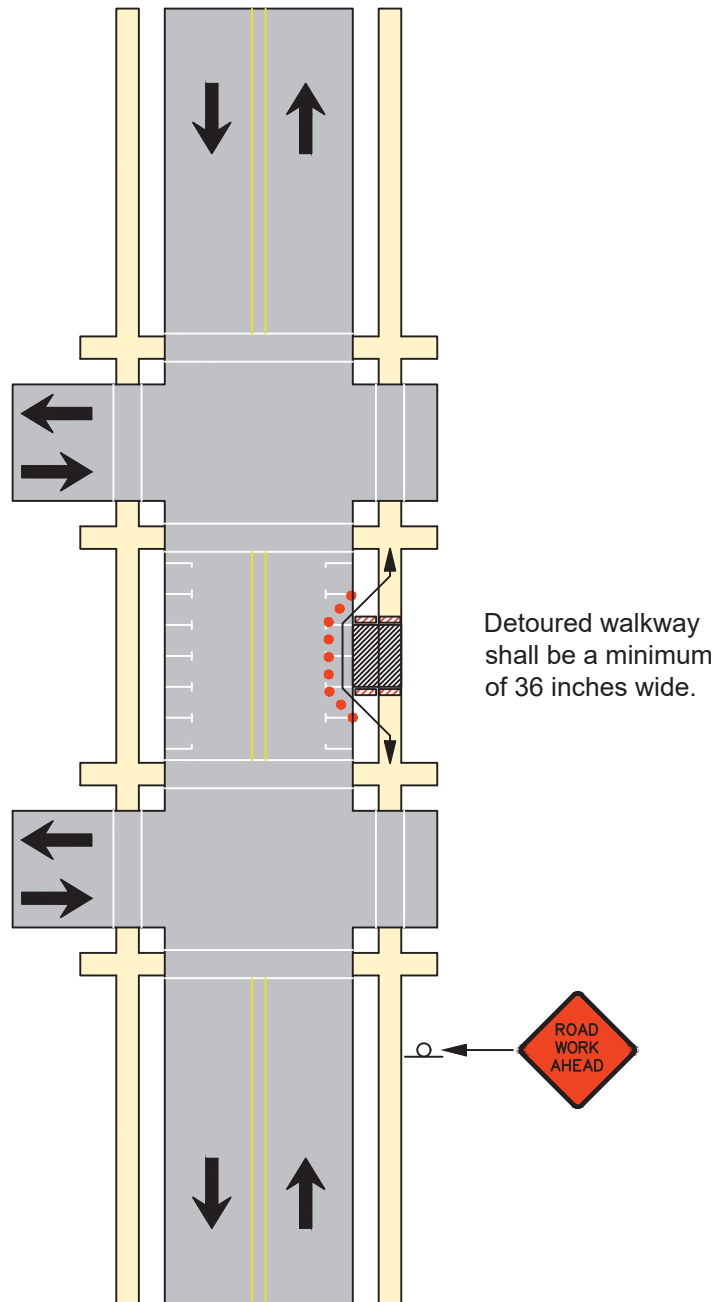 Detoured walkway
shall be a minimum
of 36 inches wide.
ROAD
WORK
AHEAD